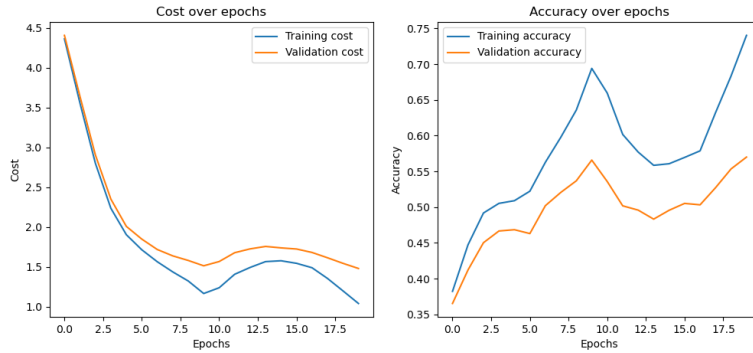 Cost over epochs
Training cost
Validation cost
4.5
4.0
3.5
3.0
2.5
2.0
1.5
1.0
Cost
0.0 2.5 5.0 7.5 10.0 12.5 15.0 17.5
Epochs
Accuracy over epochs
Training accuracy
Validation accuracy
0.75
0.70
0.65
0.60
0.55
0.50
0.45
0.40
0.35
Accuracy
0.0 2.5 5.0 7.5 10.0 12.5 15.0 17.5
Epochs